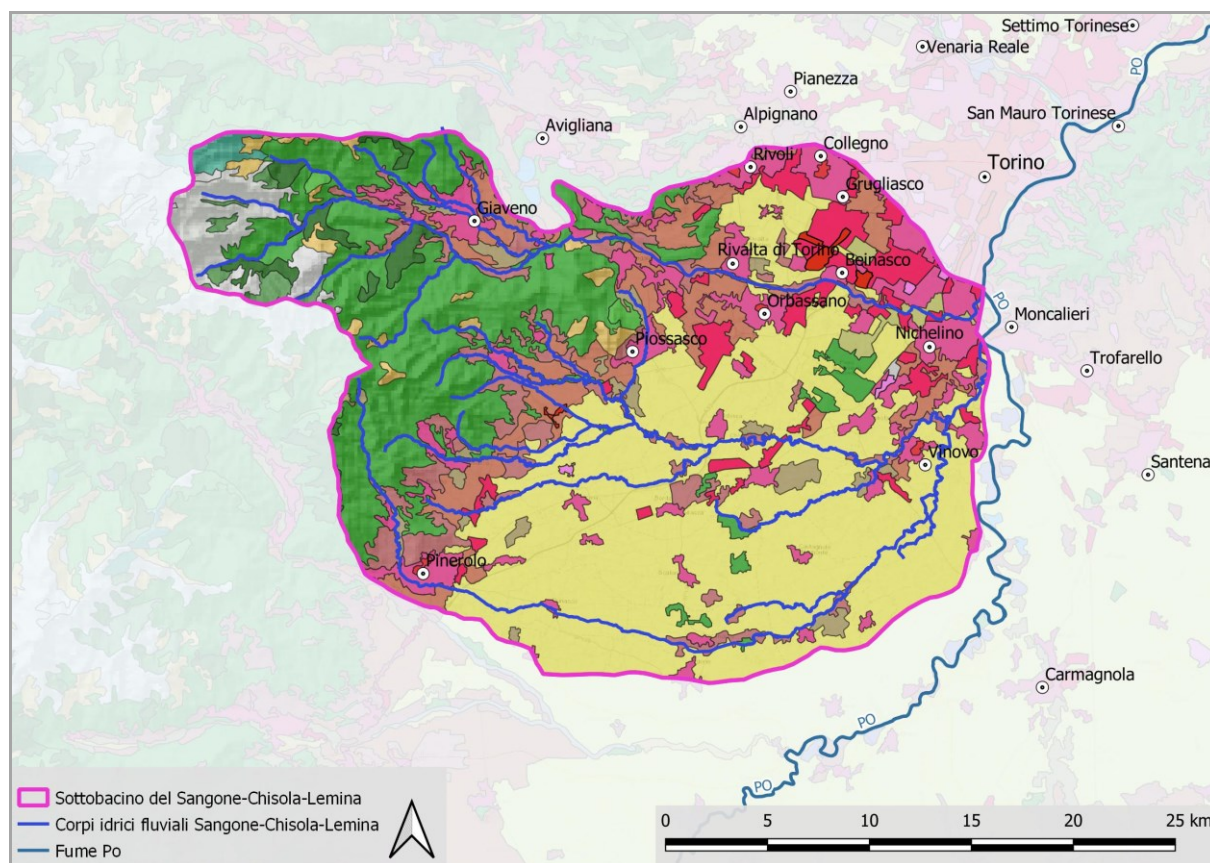 Settimo Torinese
Venaria Reale
PO
Pianezza
Alpignano
San Mauro Torinese
Avigliana
Collegno
Rivoli
Torino
Grugliasco
Giaveno
Rivalta di Torino
Beinasco
PO
Orbassano
Moncalieri
Nichelino
Piossasco
Trofarello
Vinovo
Santena
Pinerolo
Carmagnola
PO
PO
Sottobacino del Sangone-Chisola-Lemina
Corpi idrici fluviali Sangone-Chisola-Lemina
Fume Po
0 5 10 15 20 25 km